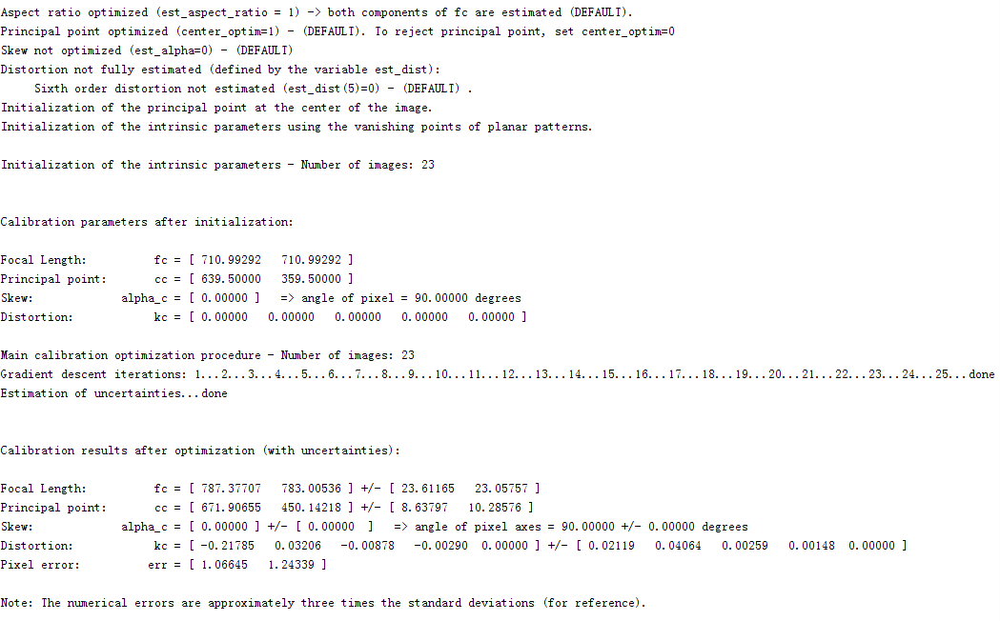 Aspect ratio optimized (est_aspect_ratio = 1) -> both components of fc are estimated (DEFAULT).
Principal point optimized (center_optim=1) - (DEFAULT). To reject principal point, set center_optim=0
Skew not optimized (est_alpha=0) - (DEFAULT)
Distortion not fully estimated (defined by the variable est_dist):
     Sixth order distortion not estimated (est_dist(5)=0) - (DEFAULT) .
Initialization of the principal point at the center of the image.
Initialization of the intrinsic parameters using the vanishing points of planar patterns.

Initialization of the intrinsic parameters - Number of images: 23

Calibration parameters after initialization:

Focal Length:          fc = [ 710.99292   710.99292 ]
Principal point:       cc = [ 639.50000   359.50000 ]
Skew:             alpha_c = [ 0.00000 ]   => angle of pixel = 90.00000 degrees
Distortion:            kc = [ 0.00000   0.00000   0.00000   0.00000   0.00000 ]

Main calibration optimization procedure - Number of images: 23
Gradient descent iterations: 1...2...3...4...5...6...7...8...9...10...11...12...13...14...15...16...17...18...19...20...21...22...23...24...25...done
Estimation of uncertainties...done

Calibration results after optimization (with uncertainties):

Focal Length:          fc = [ 787.37707   783.00536 ] +/- [ 23.61165   23.05757 ]
Principal point:       cc = [ 671.90655   450.14218 ] +/- [ 8.63797   10.28576 ]
Skew:             alpha_c = [ 0.00000 ] +/- [ 0.00000  ]   => angle of pixel axes = 90.00000 +/- 0.00000 degrees
Distortion:            kc = [ -0.21785   0.03206   -0.00878   -0.00290  0.00000 ] +/- [ 0.02119   0.04064   0.00259   0.00148  0.00000 ]
Pixel error:          err = [ 1.06645   1.24339 ]

Note: The numerical errors are approximately three times the standard deviations (for reference).